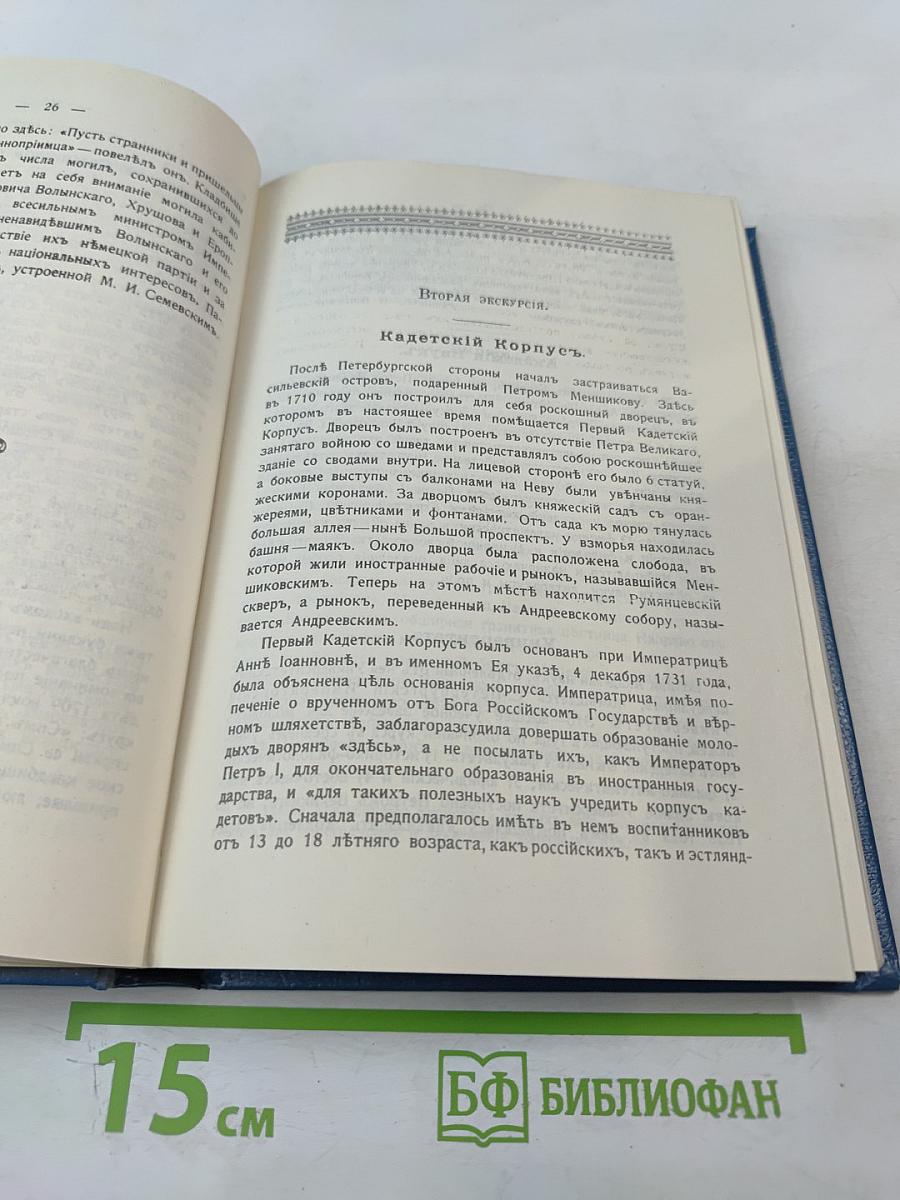 — 26 —
здѣсь: «Пусть странники и пришельцы
— повелѣлъ онъ. Кладбище
числа могилъ, сохранившихся до
на себя вниманіе могила каби-
Волынскаго, Хрущова и Ероп-
всесильнымъ министромъ Импе-
ненавидѣвшимъ Волынскаго и его
ихъ нѣмецкой партіи и за
національныхъ интересовъ. Па-
устроенной М. И. Семевскимъ.
Вторая экскурсія.
Кадетскій Корпусъ.
Послѣ Петербургской стороны началъ застраиваться Ва-
сильевскій островъ, подаренный Петромъ Меншикову. Здѣсь
въ 1710 году онъ построилъ для себя роскошный дворецъ, въ
которомъ въ настоящее время помѣщается Первый Кадетскій
Корпусъ. Дворецъ былъ построенъ въ отсутствіе Петра Великаго,
занятаго войною со шведами и представлялъ собою роскошнѣйшее
зданіе со сводами внутри. На лицевой сторонѣ его было 6 статуй,
а боковые выступы съ балконами на Неву были увѣнчаны кня-
жескими коронами. За дворцомъ былъ княжескій садъ съ оран-
жереями, цвѣтниками и фонтанами. Отъ сада къ морю тянулась
большая аллея — нынѣ Большой проспектъ. У взморья находилась
башня — маякъ. Около дворца была расположена слобода, въ
которой жили иностранные рабочіе и рынокъ, называвшійся Мен-
шиковскимъ. Теперь на этомъ мѣстѣ находится Румянцевскій
скверъ, а рынокъ, переведенный къ Андреевскому собору, назы-
вается Андреевскимъ.
Первый Кадетскій Корпусъ былъ основанъ при Императрицѣ
Аннѣ Іоанновнѣ, и въ именномъ Ея указѣ, 4 декабря 1731 года,
была объяснена цѣль основанія корпуса. Императрица, имѣя по-
печеніе о врученномъ отъ Бога Россійскомъ Государствѣ и вѣр-
номъ шляхетствѣ, заблагоразсудила довершать образованіе моло-
дыхъ дворянъ «здѣсь», а не посылать ихъ, какъ Императоръ
Петръ I, для окончательнаго образованія въ иностранныя госу-
дарства, и «для такихъ полезныхъ наукъ учредить корпусъ ка-
детовъ». Сначала предполагалось имѣть въ немъ воспитанниковъ
отъ 13 до 18 лѣтняго возраста, какъ россійскихъ, такъ и эстлянд-
15 см
БФ БИБЛИОФАН